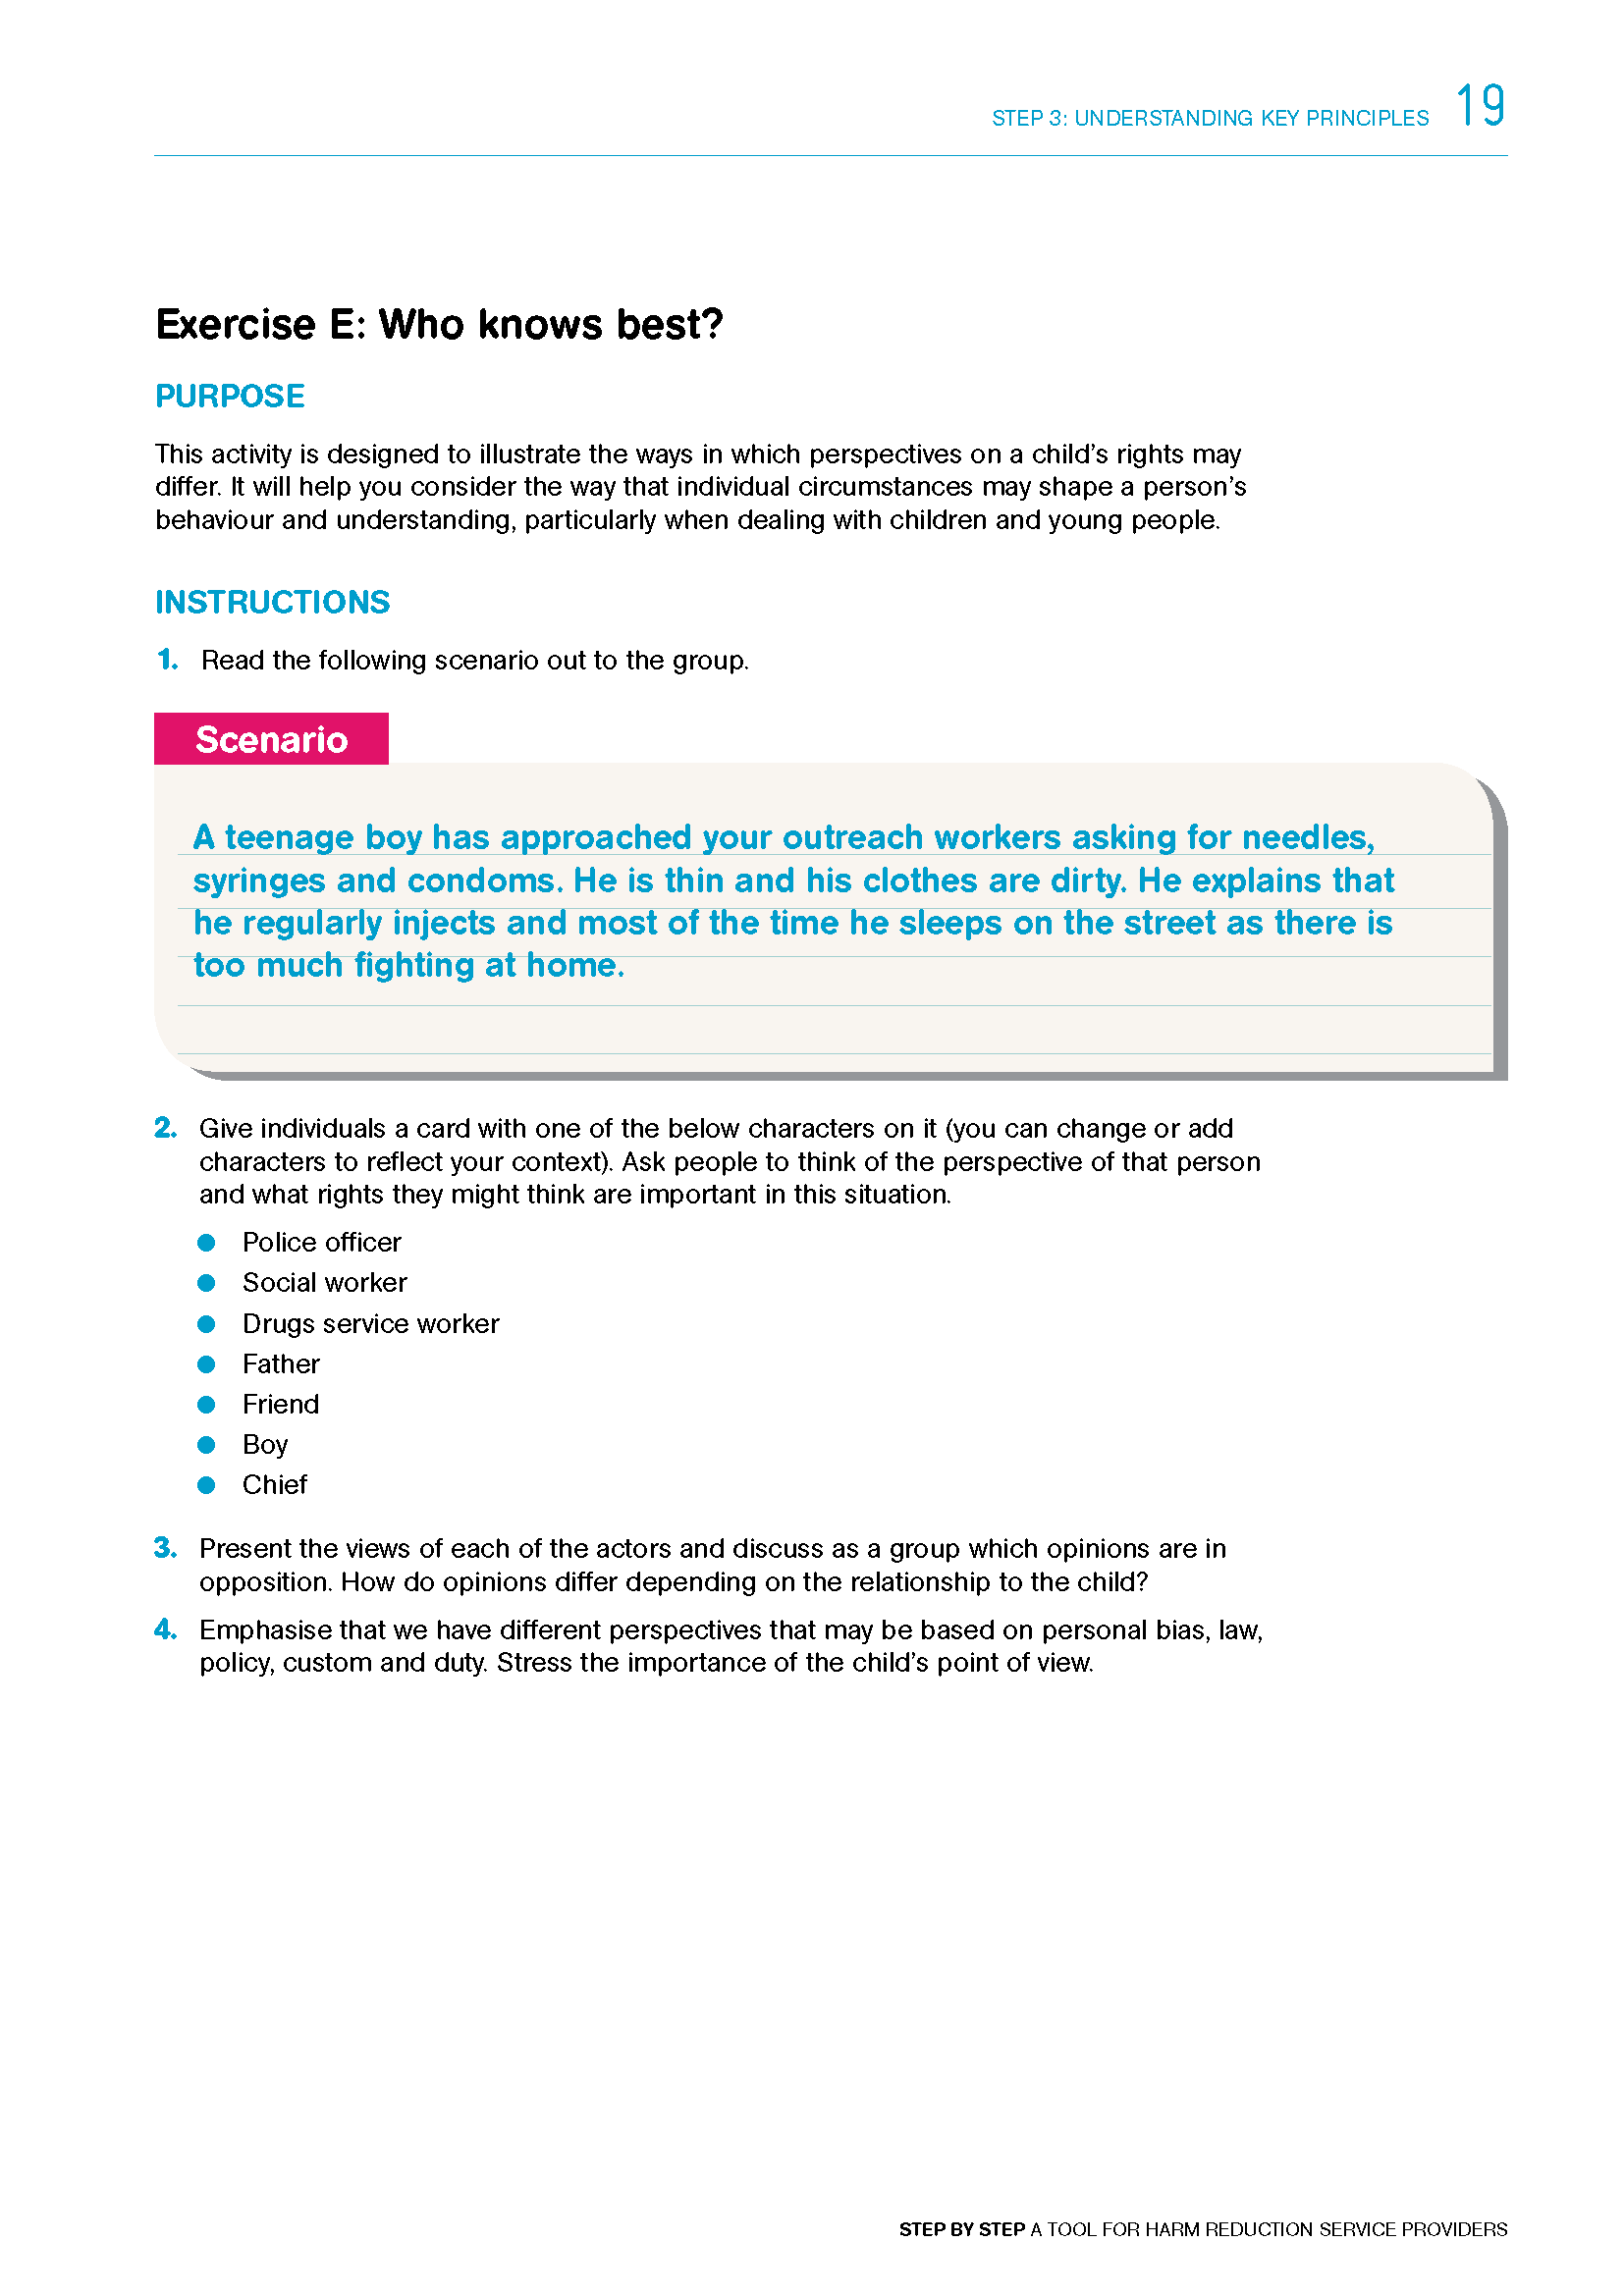 STEP 3: UNDERSTANDING KEY PRINCIPLES 19
Exercise E: Who knows best?
PURPOSE
This activity is designed to illustrate the ways in which perspectives on a child’s rights may
differ. It will help you consider the way that individual circumstances may shape a person’s
behaviour and understanding, particularly when dealing with children and young people.
INSTRUCTIONS
1. Read the following scenario out to the group.
Scenario
A teenage boy has approached your outreach workers asking for needles,
syringes and condoms. He is thin and his clothes are dirty. He explains that
he regularly injects and most of the time he sleeps on the street as there is
too much fighting at home.
2. Give individuals a card with one of the below characters on it (you can change or add
characters to reflect your context). Ask people to think of the perspective of that person
and what rights they might think are important in this situation.
● Police officer
● Social worker
● Drugs service worker
● Father
● Friend
● Boy
● Chief
3. Present the views of each of the actors and discuss as a group which opinions are in
opposition. How do opinions differ depending on the relationship to the child?
4. Emphasise that we have different perspectives that may be based on personal bias, law,
policy, custom and duty. Stress the importance of the child’s point of view.
STEP BY STEP A TOOL FOR HARM REDUCTION SERVICE PROVIDERS